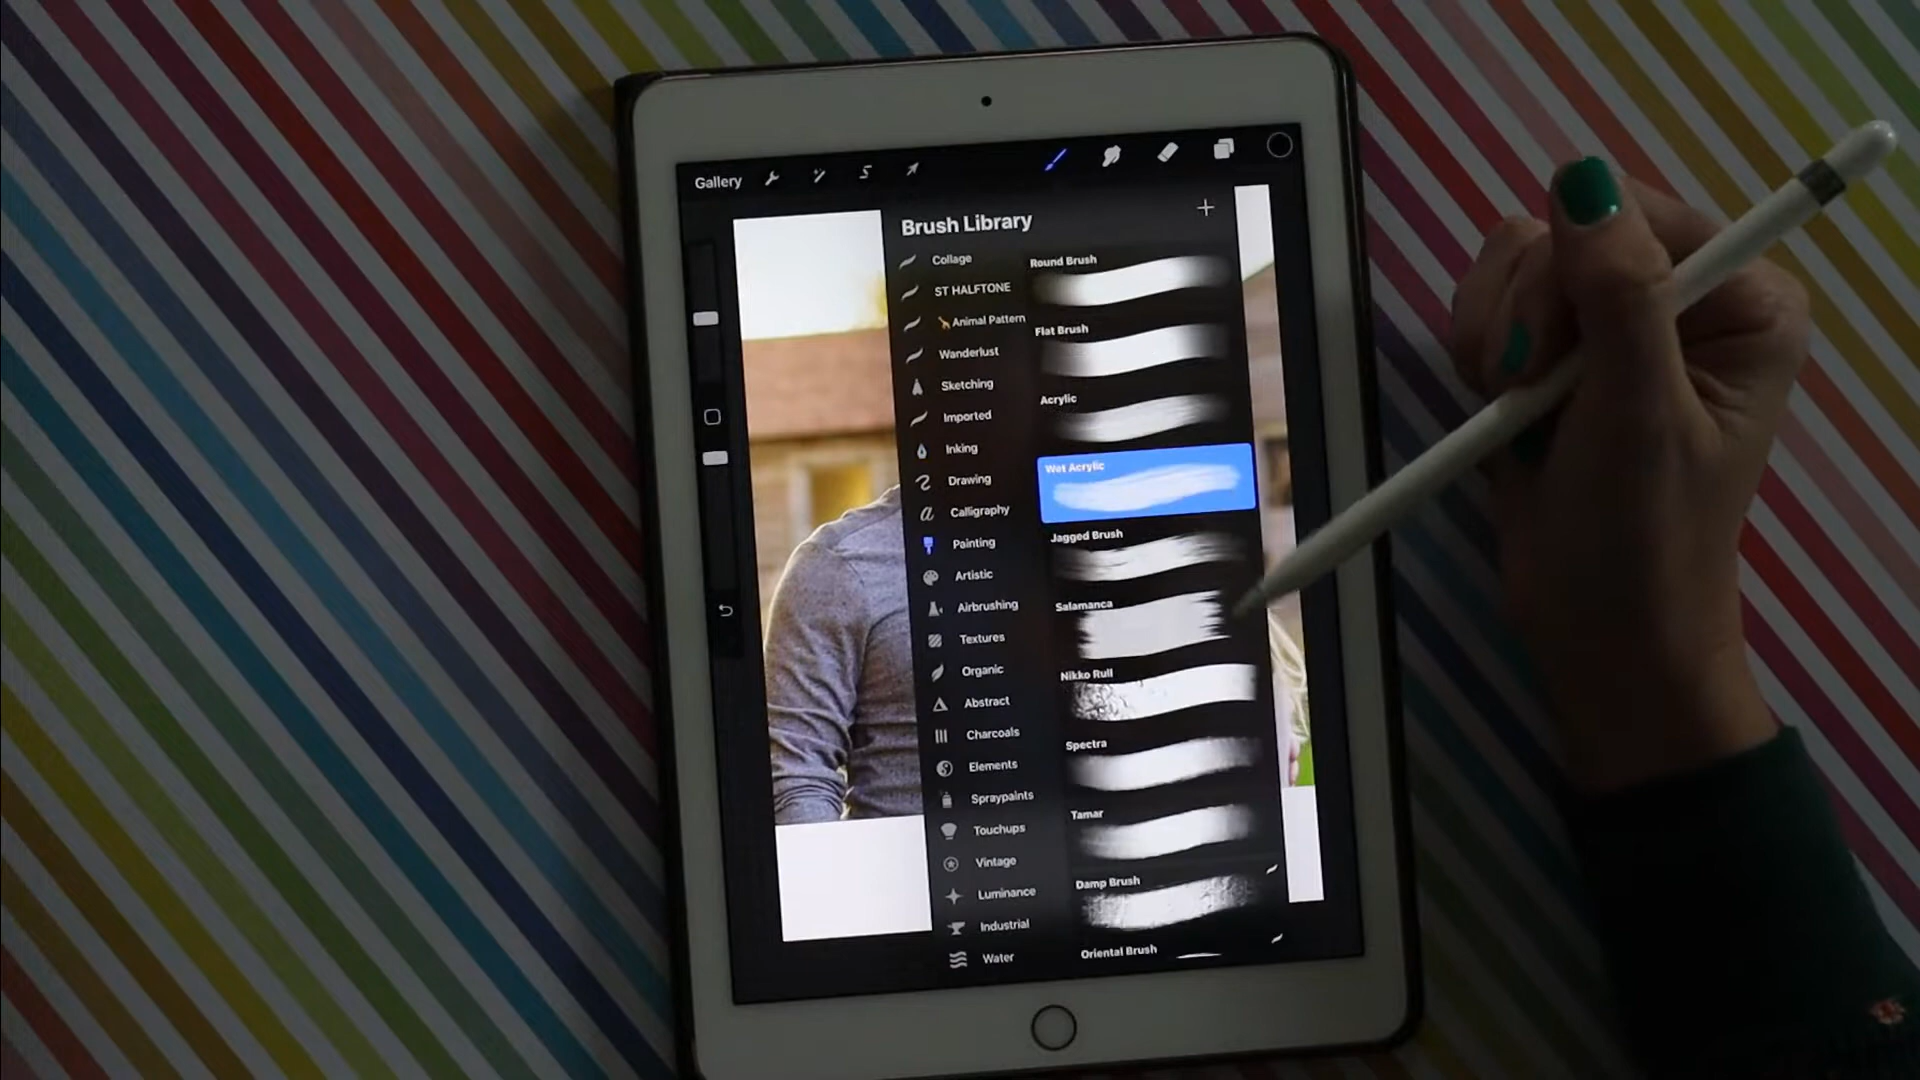 Gallery
Brush Library
Collage
ST HALFTONE
Animal Pattern
Wanderlust
Sketching
Imported
Inking
Drawing
Calligraphy
Painting
Artistic
Airbrushing
Textures
Organic
Abstract
Charcoals
Elements
Spraypaints
Touchups
Vintage
Luminance
Industrial
Water
Round Brush
Flat Brush
Acrylic
Wet Acrylic
Jagged Brush
Salamanca
Nikko Rull
Spectra
Tamar
Damp Brush
Oriental Brush